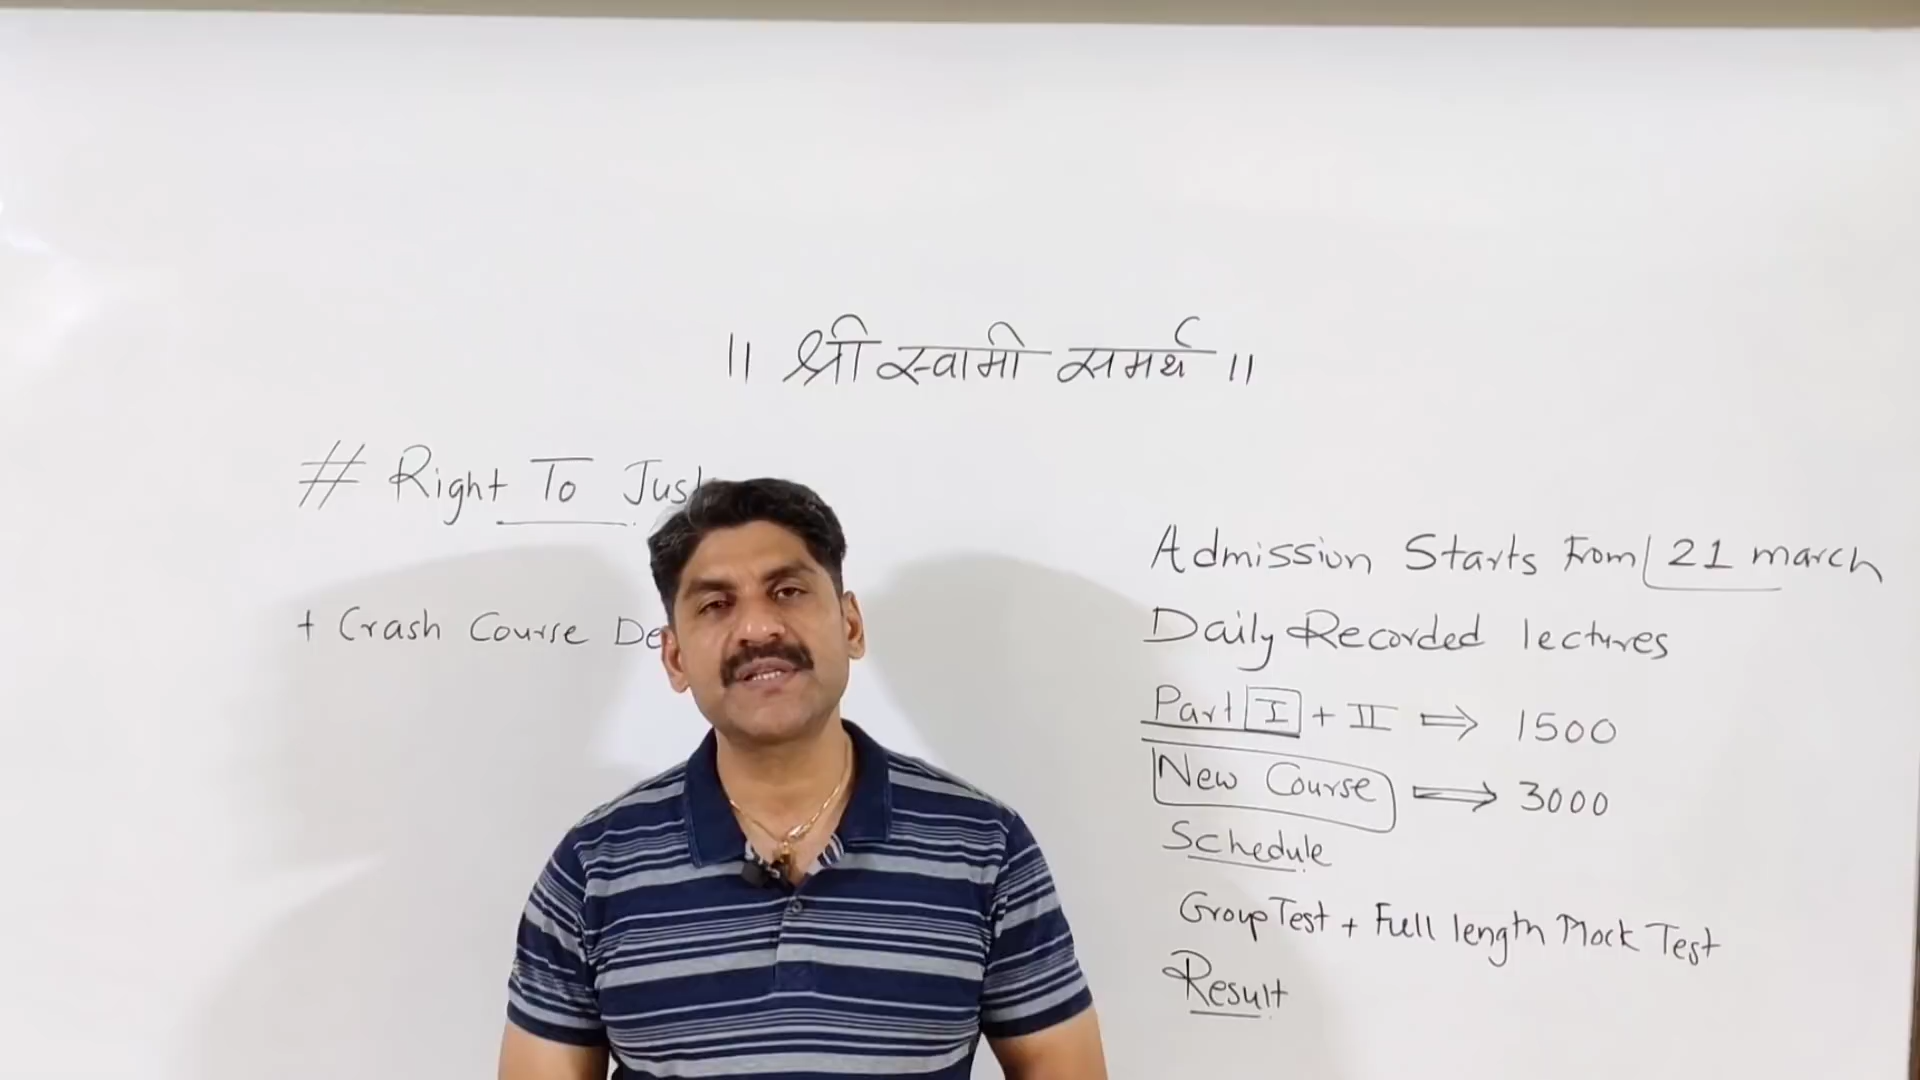 ॥ श्री स्वामी समर्थ ॥
# Right To
+ Crash Course
Admission Starts From 21 march
Daily Recorded lectures
Part I + II ⇒ 1500
New Course ⇒ 3000
Schedule
Group Test + Full length Mock Test
Result